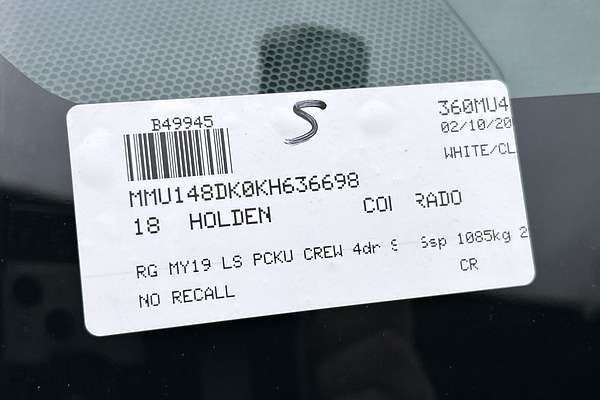 B49945
S
360MU4
02/10/20
WHITE/CL
MMU148DK0KH636698
18 HOLDEN RADO
RG MY19 LS PCKU CREW 4dr 6sp 1085kg 2
CR
NO RECALL